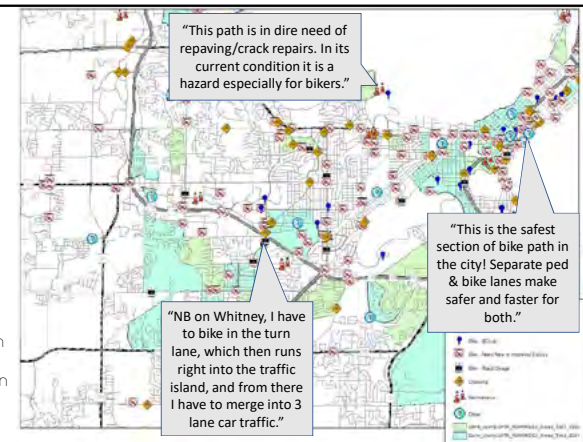 “This path is in dire need of
repaving/crack repairs. In its
current condition it is a
hazard especially for bikers.”
“This is the safest
section of bike path in
the city! Separate ped
& bike lanes make
safer and faster for
both.”
“NB on Whitney, I have
to bike in the turn
lane, which then runs
right into the traffic
island, and from there
I have to merge into 3
lane car traffic.”
Crossing
Maintenance
Other